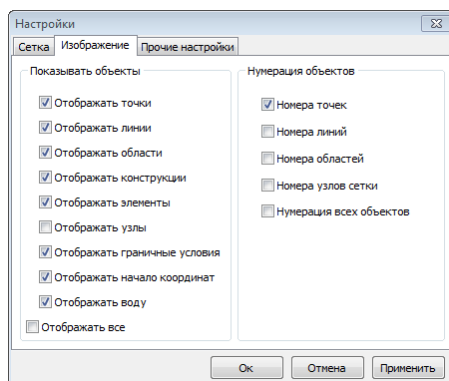 Настройки
Сетка Изображение Прочие настройки
Показывать объекты
Отображать точки
Отображать линии
Отображать области
Отображать конструкции
Отображать элементы
Отображать узлы
Отображать граничные условия
Отображать начало координат
Отображать воду
Отображать все
Нумерация объектов
Номера точек
Номера линий
Номера областей
Номера узлов сетки
Нумерация всех объектов
Ок Отмена Применить